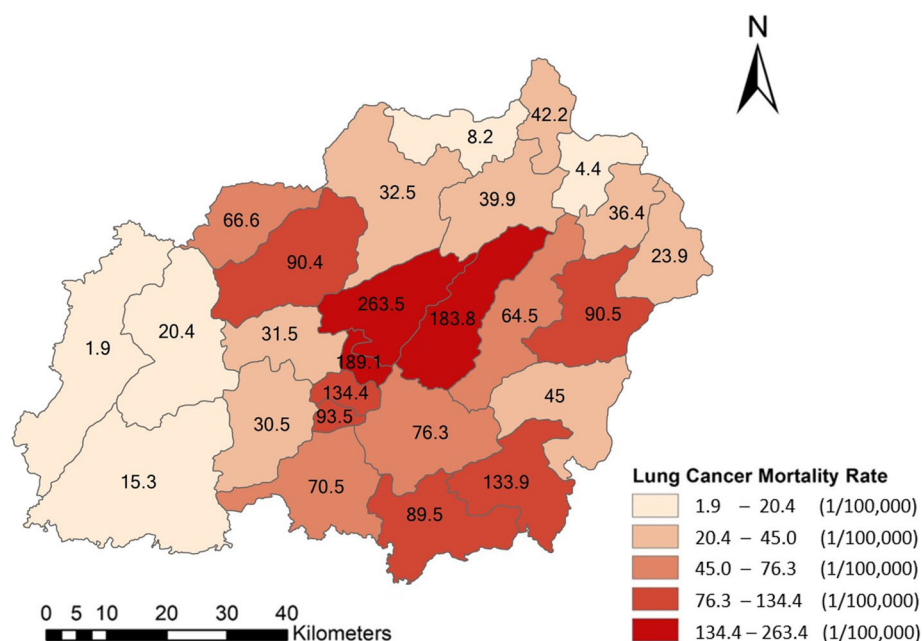 N
42.2
8.2
4.4
32.5
39.9
36.4
66.6
23.9
90.4
263.5
183.8
64.5
90.5
20.4
31.5
1.9
189.1
134.4
45
93.5
30.5
76.3
15.3
70.5
133.9
89.5
Lung Cancer Mortality Rate
1.9 – 20.4 (1/100,000)
20.4 – 45.0 (1/100,000)
45.0 – 76.3 (1/100,000)
76.3 – 134.4 (1/100,000)
134.4 – 263.4 (1/100,000)
0 5 10 20 30 40
Kilometers